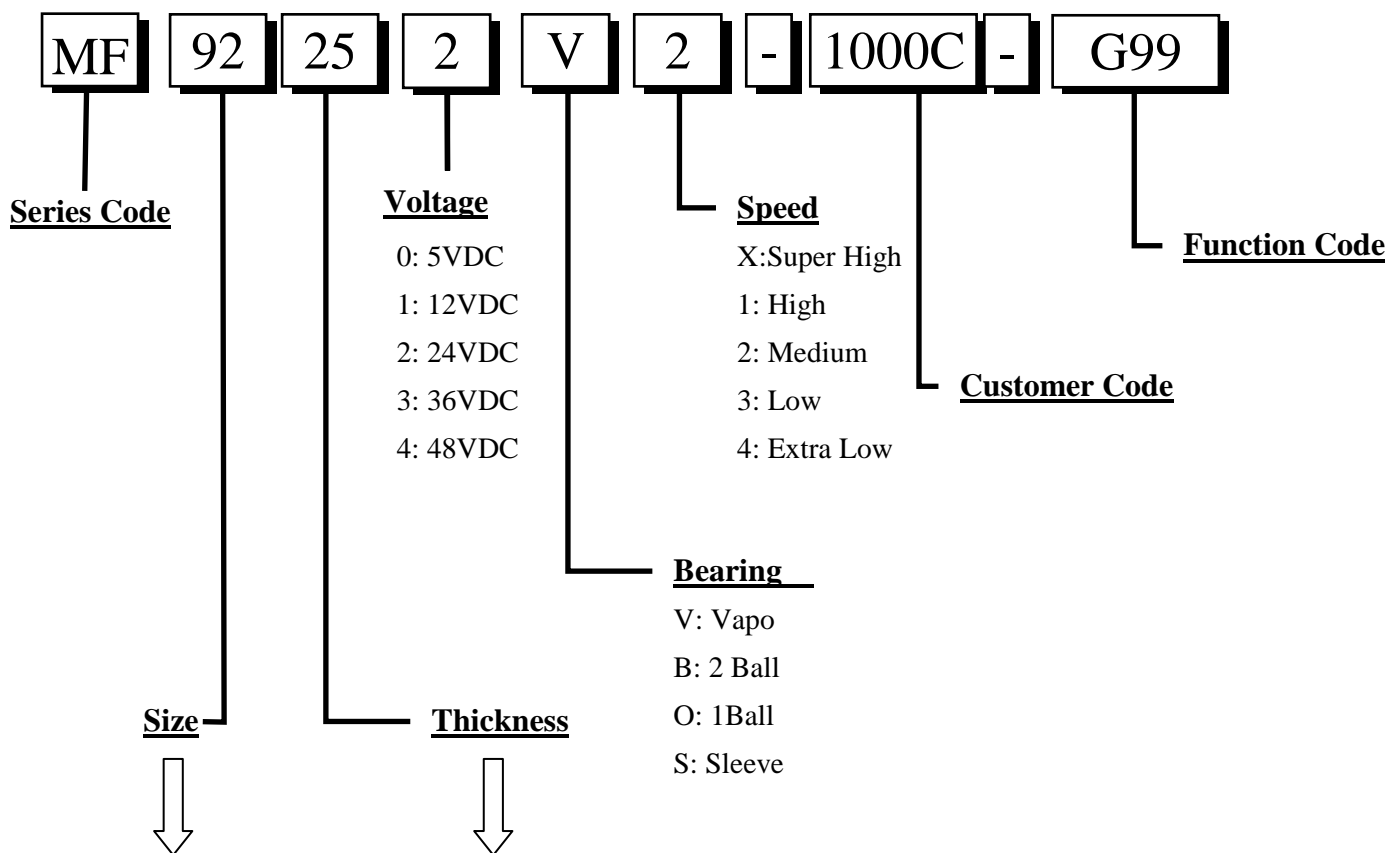 MF 92 25 2 V 2 - 1000C - G99
Series Code
Voltage
0: 5VDC
1: 12VDC
2: 24VDC
3: 36VDC
4: 48VDC
Speed
X:Super High
1: High
2: Medium
3: Low
4: Extra Low
Function Code
Customer Code
Bearing
V: Vapo
B: 2 Ball
O: 1Ball
S: Sleeve
Size
Thickness